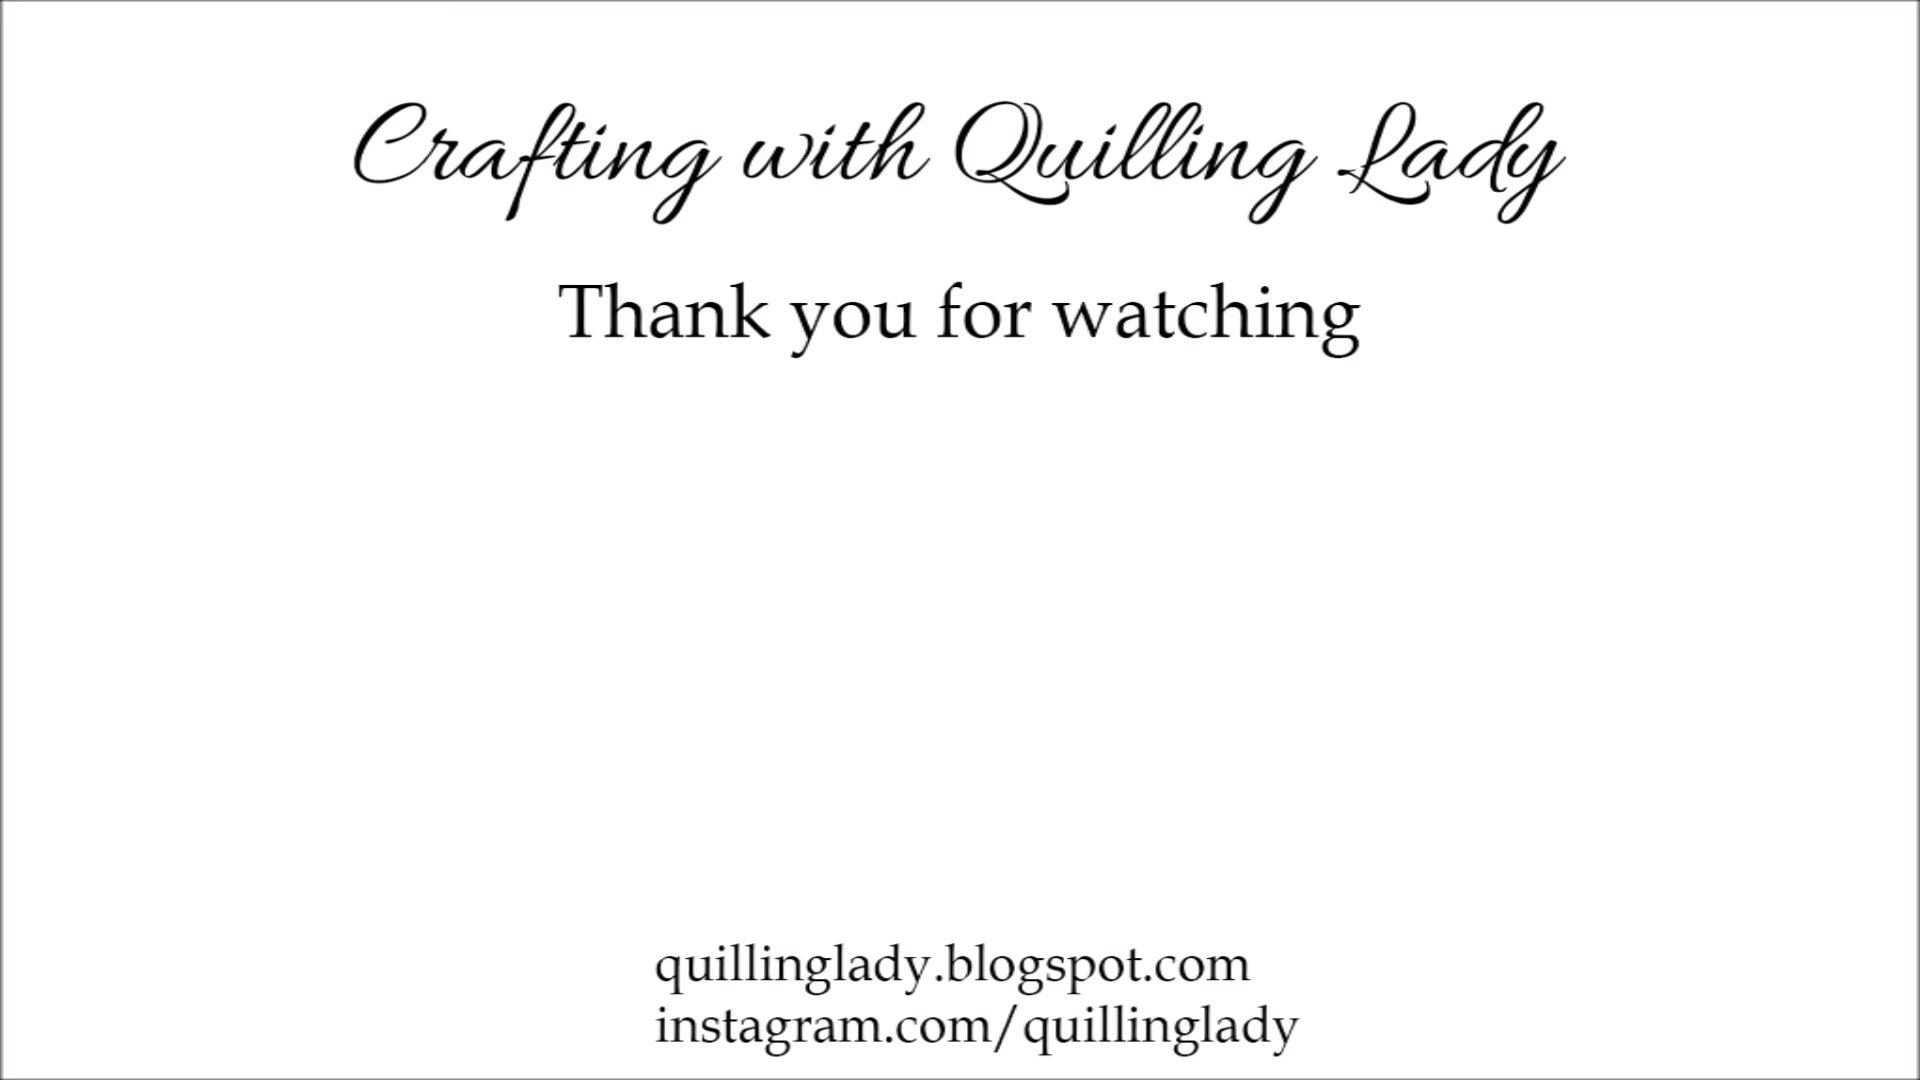 Crafting with Quilling Lady
Thank you for watching
quillinglady.blogspot.com
instagram.com/quillinglady